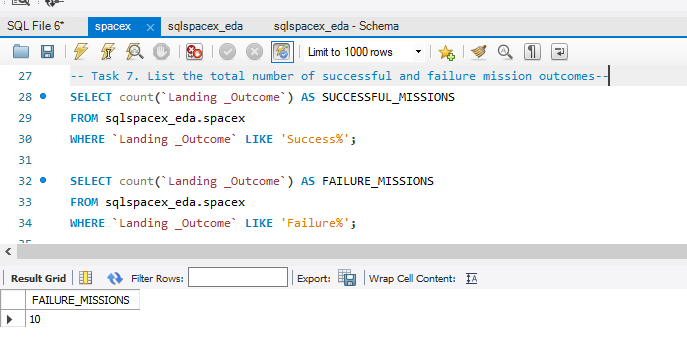 SQL File 6*
spacex
sqlspacex_eda
sqlspacex_eda - Schema
Limit to 1000 rows
27 -- Task 7. List the total number of successful and failure mission outcomes--
28 SELECT count(`Landing _Outcome`) AS SUCCESSFUL_MISSIONS
29 FROM sqlspacex_eda.spacex
30 WHERE `Landing _Outcome` LIKE 'Success%';
31
32 SELECT count(`Landing _Outcome`) AS FAILURE_MISSIONS
33 FROM sqlspacex_eda.spacex
34 WHERE `Landing _Outcome` LIKE 'Failure%';
Result Grid
Filter Rows:
Export:
Wrap Cell Content:
FAILURE_MISSIONS
10